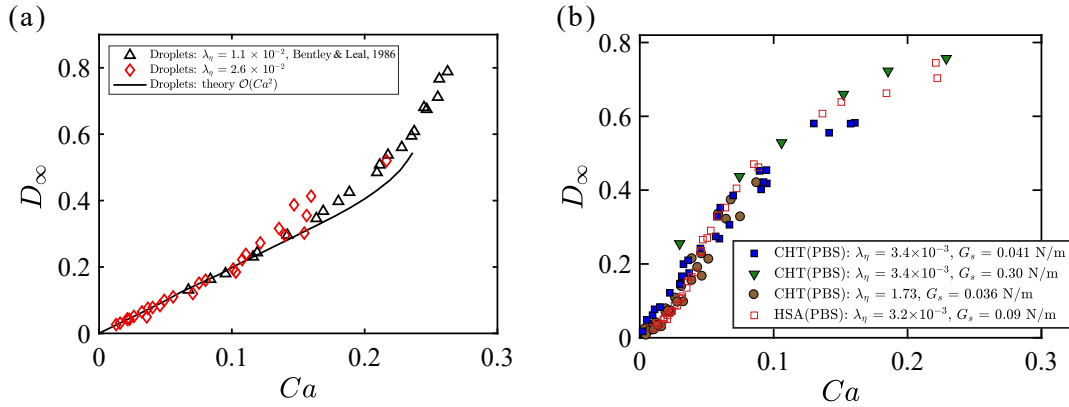 (a)
0.8
0.6
0.4
0.2
0
0
0.1
0.2
0.3
D∞
Ca
Droplets: λη = 1.1 × 10⁻², Bentley & Leal, 1986
Droplets: λη = 2.6 × 10⁻²
Droplets: theory 𝒪(Ca²)
(b)
0.8
0.6
0.4
0.2
0
0
0.1
0.2
0.3
D∞
Ca
CHT(PBS): λη = 3.4×10⁻³, Gs = 0.041 N/m
CHT(PBS): λη = 3.4×10⁻³, Gs = 0.30 N/m
CHT(PBS): λη = 1.73, Gs = 0.036 N/m
HSA(PBS): λη = 3.2×10⁻³, Gs = 0.09 N/m